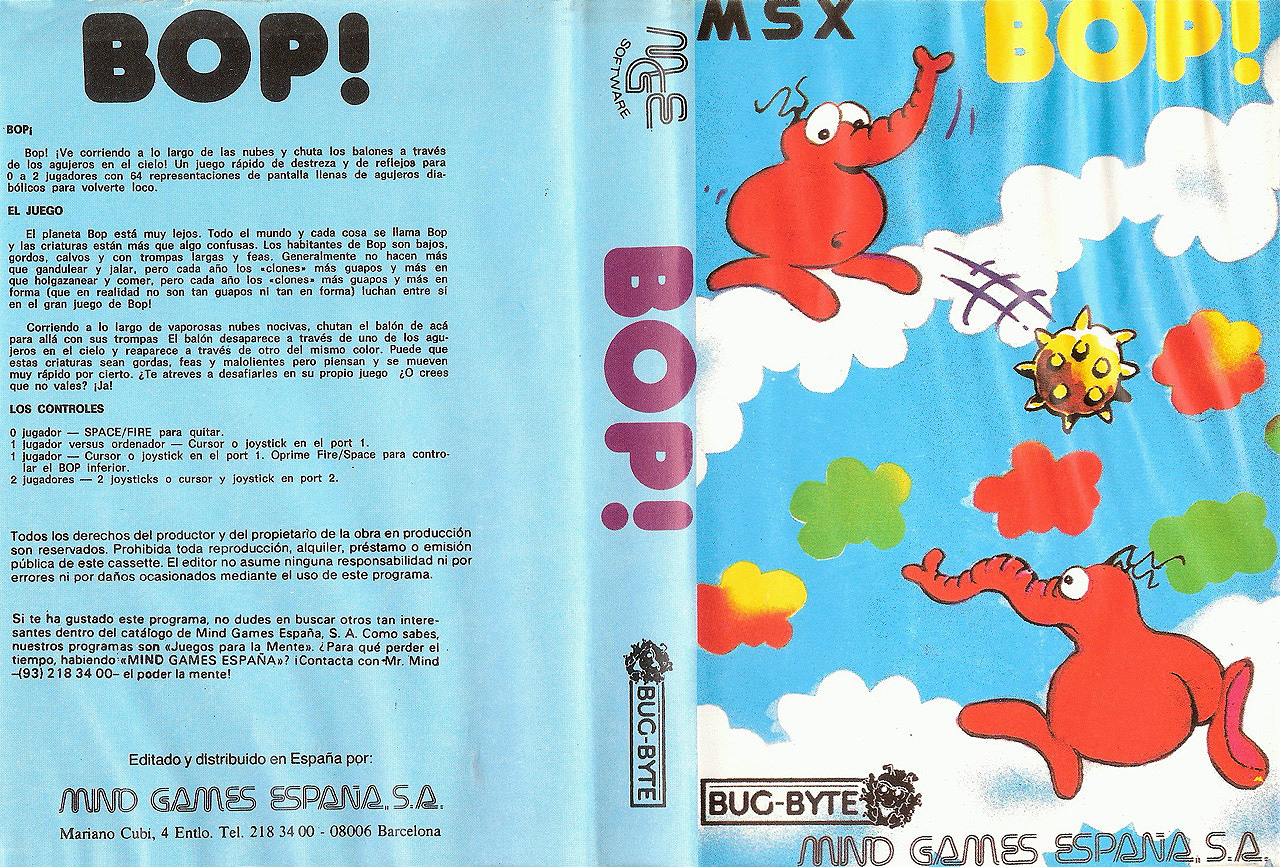 BOP!
BOP¡
Bop! ¡Ve corriendo a lo largo de las nubes y chuta los balones a través
de los agujeros en el cielo! Un juego rápido de destreza y de reflejos para
0 a 2 jugadores con 64 representaciones de pantalla llenas de agujeros dia-
bólicos para volverte loco.
EL JUEGO
El planeta Bop está muy lejos. Todo el mundo y cada cosa se llama Bop
y las criaturas están más que algo confusas. Los habitantes de Bop son bajos,
gordos, calvos y con trompas largas y feas. Generalmente no hacen más
que gandulear y jalar, pero cada año los «clones» más guapos y más en
que holgazanear y comer, pero cada año los «clones» más guapos y más en
forma (que en realidad no son tan guapos ni tan en forma) luchan entre sí
en el gran juego de Bop!
Corriendo a lo largo de vaporosas nubes nocivas, chutan el balón de acá
para allá con sus trompas El balón desaparece a través de uno de los agu-
jeros en el cielo y reaparece a través de otro del mismo color. Puede que
estas criaturas sean gordas, feas y malolientes pero piensan y se mueven
muy rápido por cierto. ¿Te atreves a desafiarles en su propio juego ¿O crees
que no vales? ¡Ja!
LOS CONTROLES
0 jugador — SPACE/FIRE para quitar.
1 jugador versus ordenador — Cursor o joystick en el port 1.
1 jugador — Cursor o joystick en el port 1. Oprime Fire/Space para contro-
lar el BOP inferior.
2 jugadores — 2 joysticks o cursor y joystick en port 2.
Todos los derechos del productor y del propietario de la obra en producción
son reservados. Prohibida toda reproducción, alquiler, préstamo o emisión
pública de este cassette. El editor no asume ninguna responsabilidad ni por
errores ni por daños ocasionados mediante el uso de este programa.
Si te ha gustado este programa, no dudes en buscar otros tan intere-
santes dentro del catálogo de Mind Games España, S. A. Como sabes,
nuestros programas son «Juegos para la Mente». ¿Para qué perder el
tiempo, habiendo «MIND GAMES ESPAÑA»? ¡Contacta con Mr. Mind
–(93) 218 34 00– el poder la mente!
Editado y distribuido en España por:
MIND GAMES ESPAÑA, S.A.
Mariano Cubi, 4 Entlo. Tel. 218 34 00 - 08006 Barcelona
MGE
SOFTWARE
BOP!
BUG-BYTE
MSX
BOP!
BUG-BYTE
MIND GAMES ESPAÑA, S.A.